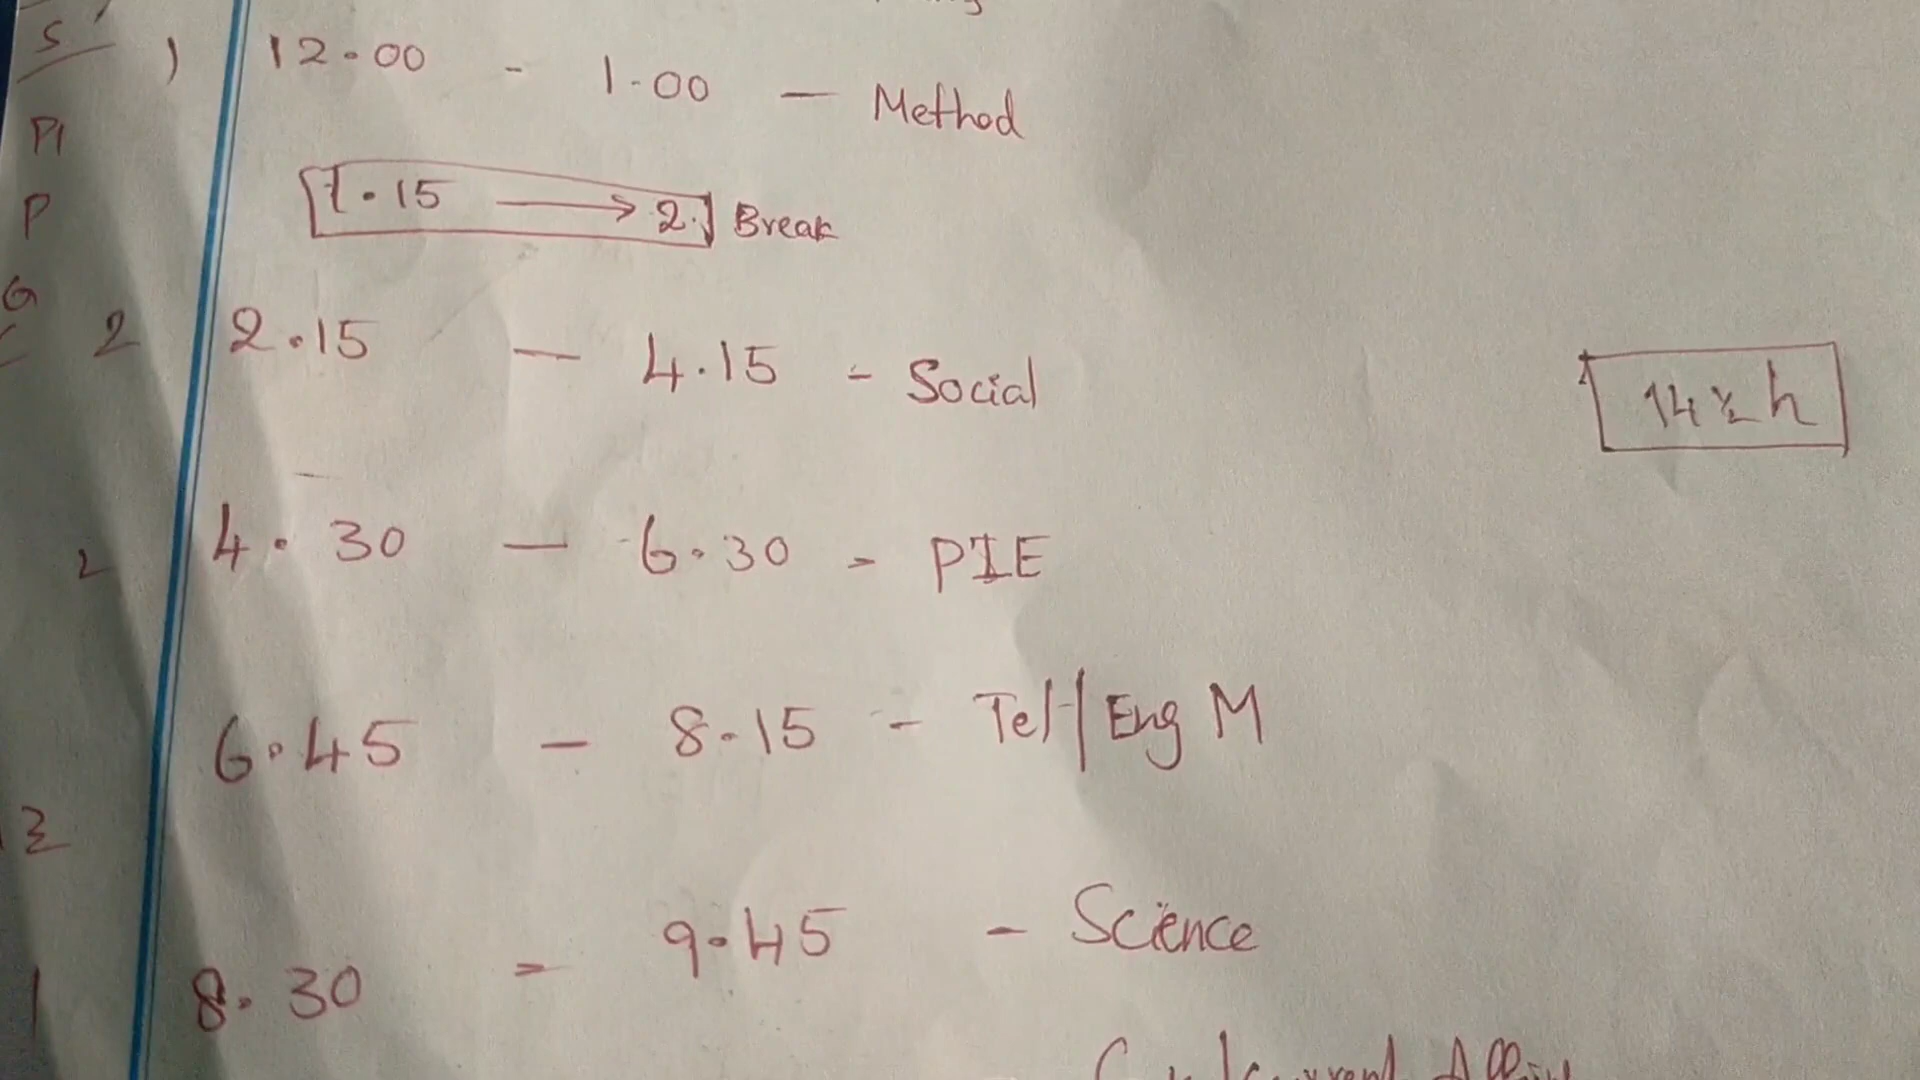 S
1 12.00 - 1.00 - Method
P1
1.15 → 2. Break
P
G
2 2.15 - 4.15 - Social
14½ h
2 4.30 - 6.30 - PIE
6.45 - 8.15 - Tel/Eng M
8.30 - 9.45 - Science
1